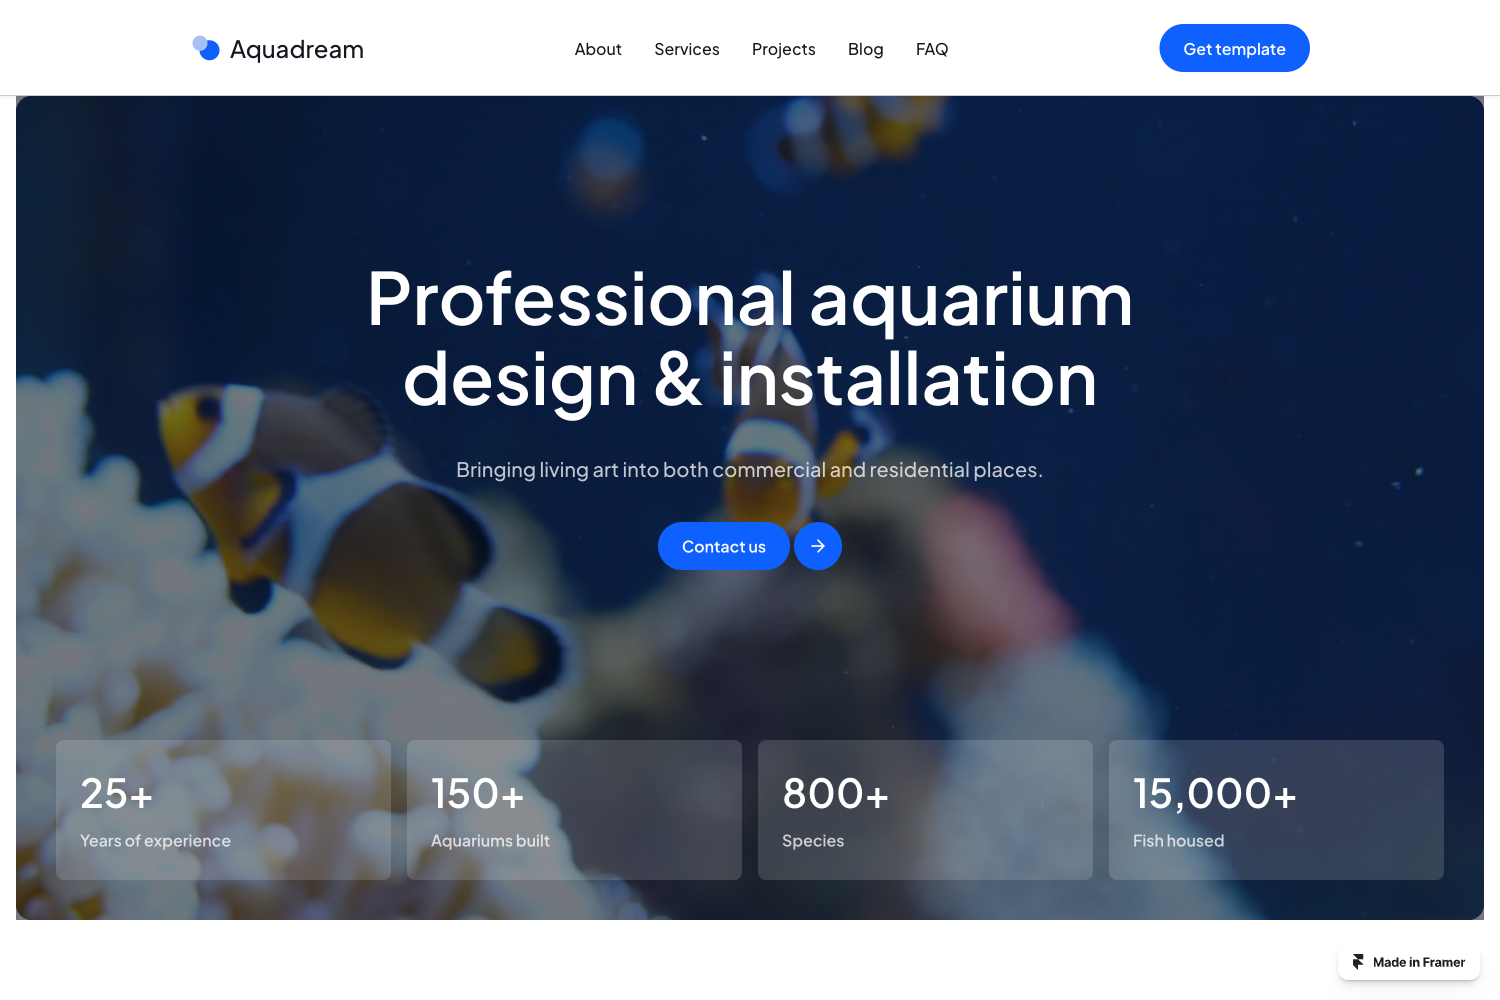 Aquadream
About
Services
Projects
Blog
FAQ
Get template
Professional aquarium
design & installation
Bringing living art into both commercial and residential places.
Contact us
25+
Years of experience
150+
Aquariums built
800+
Species
15,000+
Fish housed
Made in Framer